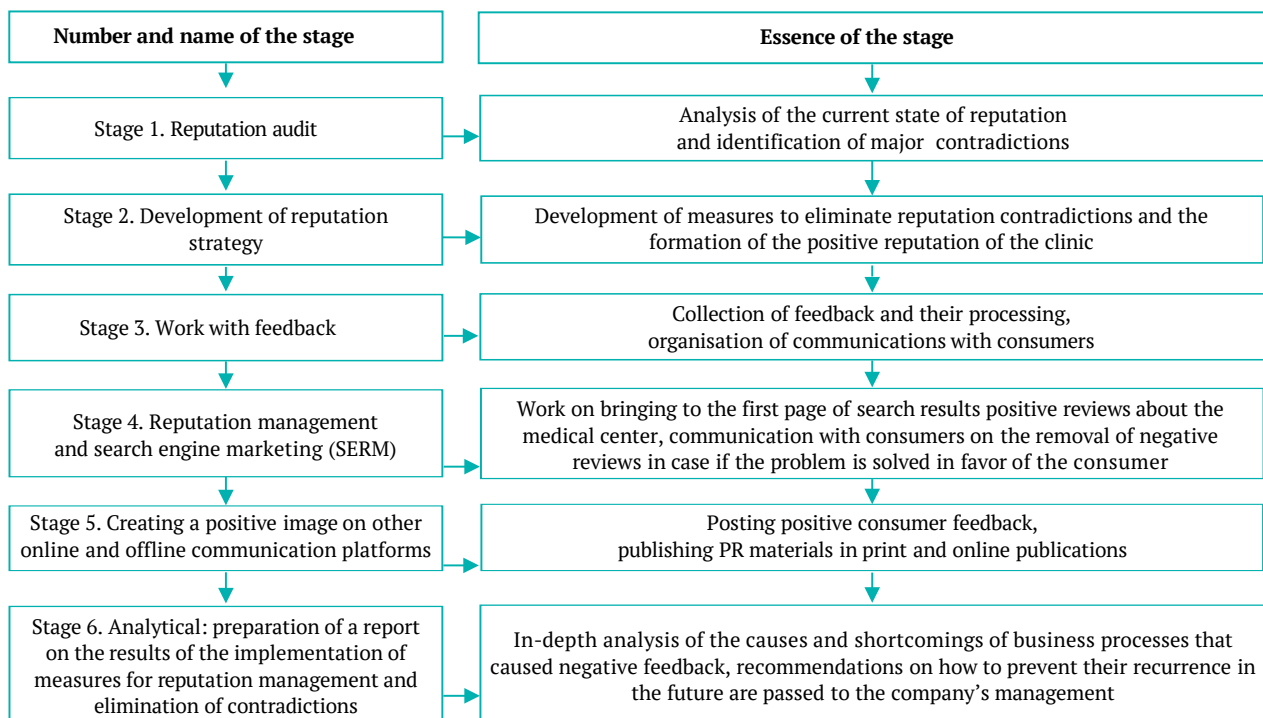 Number and name of the stage
Essence of the stage
Stage 1. Reputation audit
Analysis of the current state of reputation
and identification of major contradictions
Stage 2. Development of reputation
strategy
Development of measures to eliminate reputation contradictions and the
formation of the positive reputation of the clinic
Stage 3. Work with feedback
Collection of feedback and their processing,
organisation of communications with consumers
Stage 4. Reputation management
and search engine marketing (SERM)
Work on bringing to the first page of search results positive reviews about the
medical center, communication with consumers on the removal of negative
reviews in case if the problem is solved in favor of the consumer
Stage 5. Creating a positive image on other
online and offline communication platforms
Posting positive consumer feedback,
publishing PR materials in print and online publications
Stage 6. Analytical: preparation of a report
on the results of the implementation of
measures for reputation management and
elimination of contradictions
In-depth analysis of the causes and shortcomings of business processes that
caused negative feedback, recommendations on how to prevent their recurrence in
the future are passed to the company's management